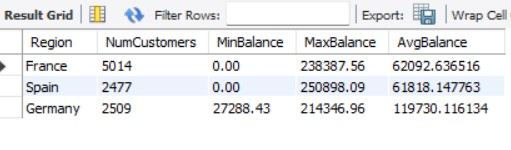 Result Grid Filter Rows: Export: Wrap Cell
Region NumCustomers MinBalance MaxBalance AvgBalance
France 5014 0.00 238387.56 62092.636516
Spain 2477 0.00 250898.09 61818.147763
Germany 2509 27288.43 214346.96 119730.116134